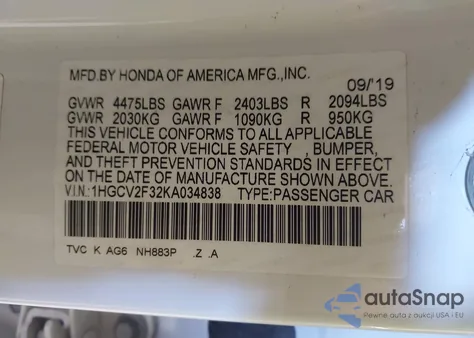 MFD.BY HONDA OF AMERICA MFG.,INC.
09/'19
GVWR 4475LBS GAWR F 2403LBS R 2094LBS
GVWR 2030KG GAWR F 1090KG R 950KG
THIS VEHICLE CONFORMS TO ALL APPLICABLE
FEDERAL MOTOR VEHICLE SAFETY , BUMPER,
AND THEFT PREVENTION STANDARDS IN EFFECT
ON THE DATE OF MANUFACTURE SHOWN ABOVE.
V.I.N.:1HGCV2F32KA034838 TYPE:PASSENGER CAR
TVC K AG6 NH883P .Z .A
autoSnap
Pewne auta z aukcji USA i EU